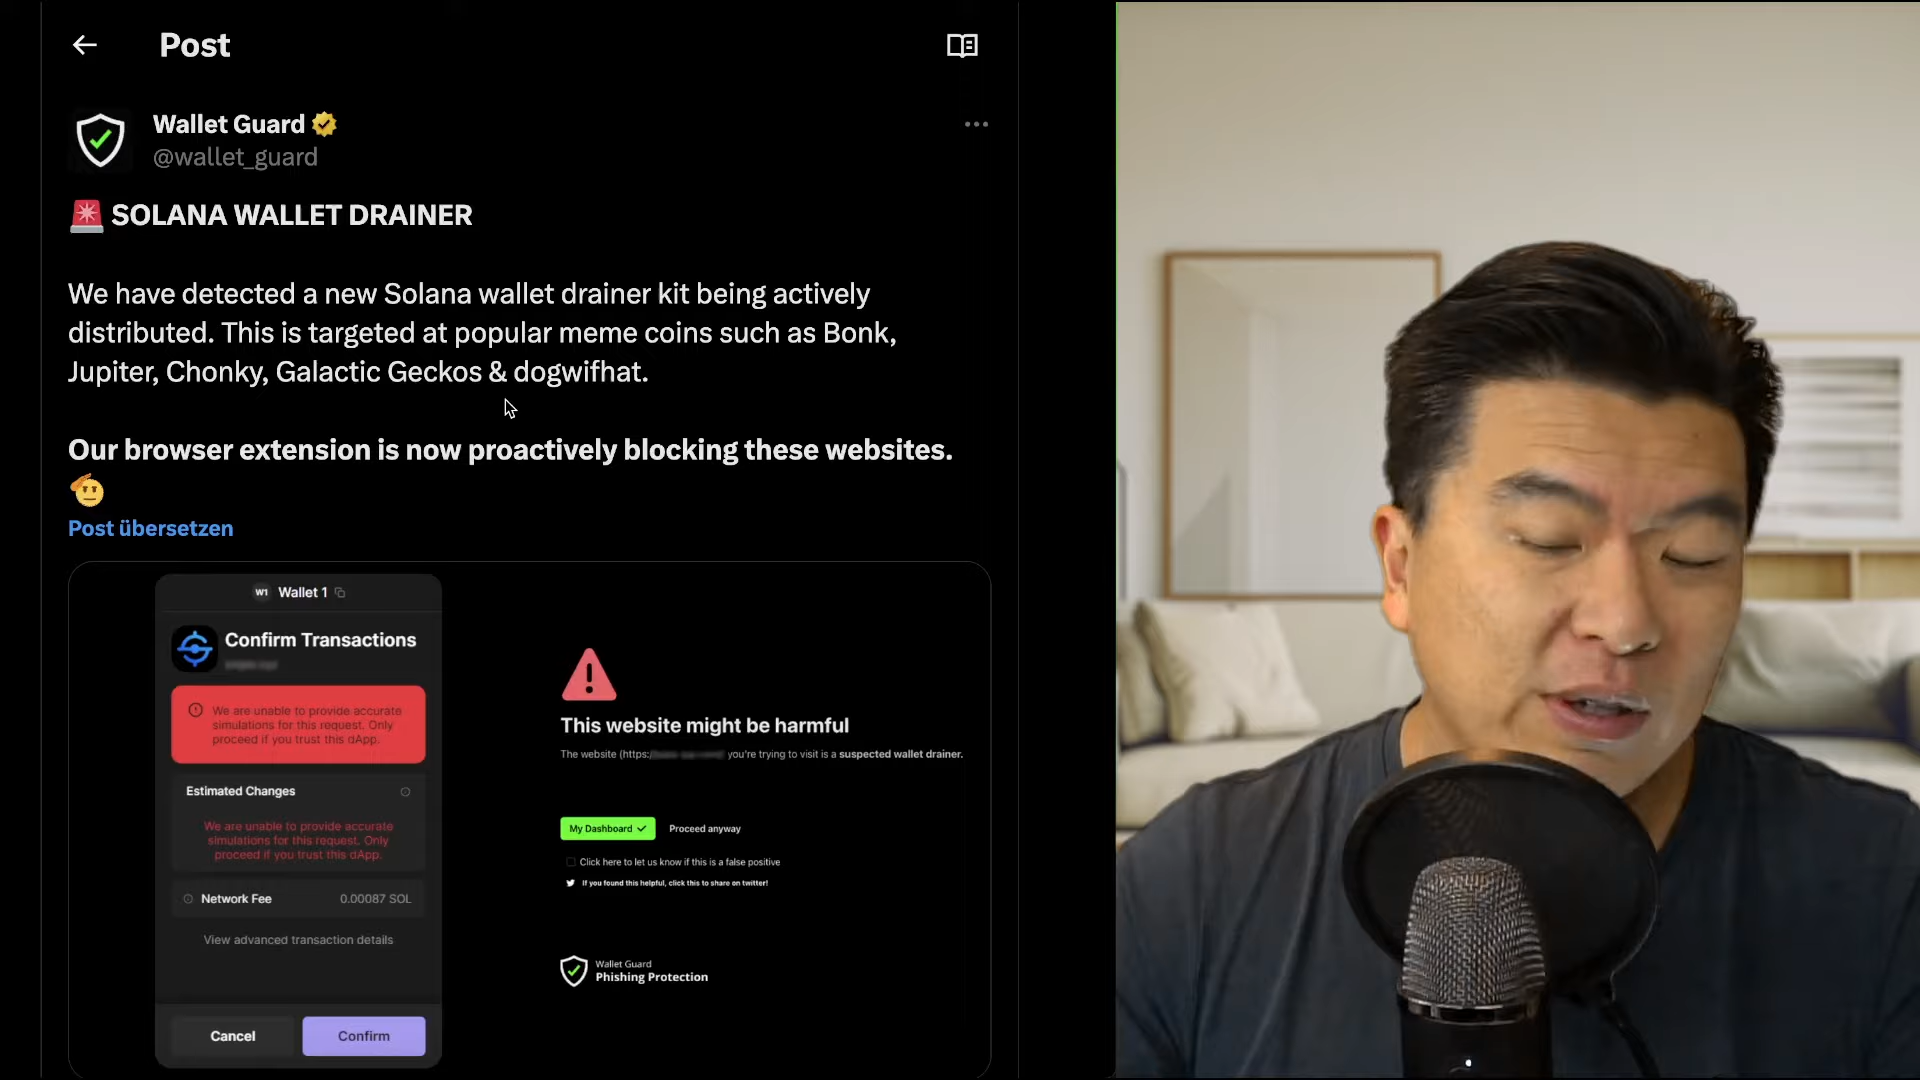 Post
Wallet Guard
@wallet_guard
SOLANA WALLET DRAINER
We have detected a new Solana wallet drainer kit being actively
distributed. This is targeted at popular meme coins such as Bonk,
Jupiter, Chonky, Galactic Geckos & dogwifhat.
Our browser extension is now proactively blocking these websites.
Post übersetzen
W1 Wallet 1
Confirm Transactions
We are unable to provide accurate
simulations for this request. Only
proceed if you trust this dApp.
Estimated Changes
We are unable to provide accurate
simulations for this request. Only
proceed if you trust this dApp.
Network Fee 0.00087 SOL
View advanced transaction details
Cancel Confirm
This website might be harmful
The website (https:/ you're trying to visit is a suspected wallet drainer.
My Dashboard Proceed anyway
Click here to let us know if this is a false positive
If you found this helpful, click this to share on twitter!
Wallet Guard
Phishing Protection